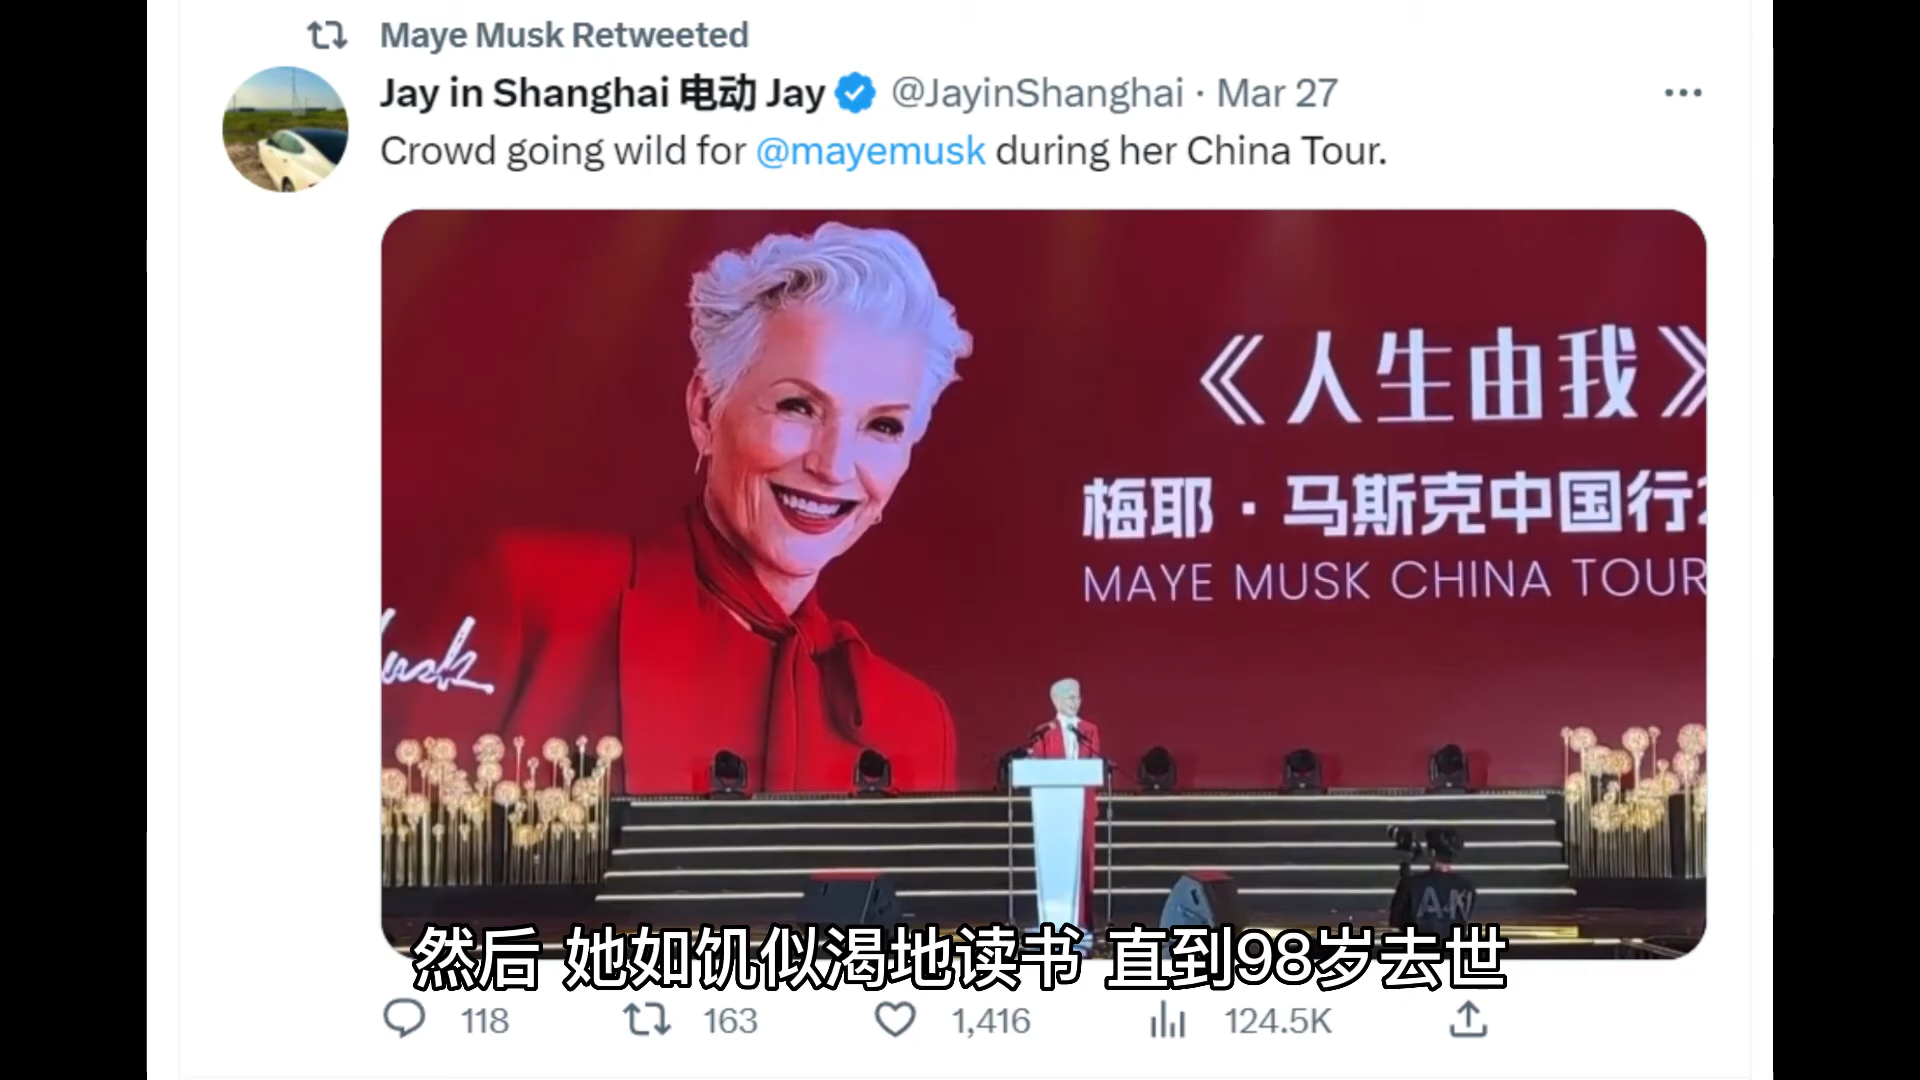 Maye Musk Retweeted
Jay in Shanghai 电动 Jay @JayinShanghai · Mar 27
Crowd going wild for @mayemusk during her China Tour.
《人生由我》
梅耶·马斯克中国行2
MAYE MUSK CHINA TOUR
usk
AK
然后 她如饥似渴地读书 直到98岁去世
118 163 1,416 124.5K